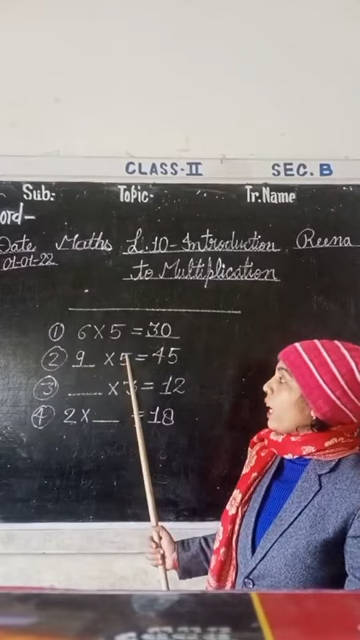 CLASS-II SEC. B
Sub: Topic: Tr. Name
ord-
Date Maths L.10-Introduction Reena
01-01-22 to Multiplication
① 6 × 5 = 30
② 9 × 5 = 45
③ ___ × 3 = 12
④ 2 × ___ = 18